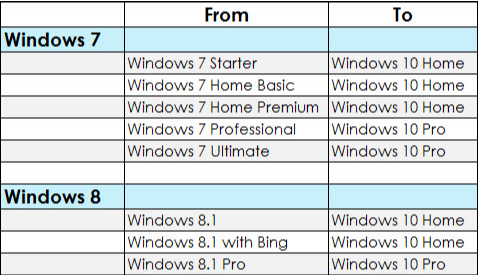 From To
Windows 7
Windows 7 Starter Windows 10 Home
Windows 7 Home Basic Windows 10 Home
Windows 7 Home Premium Windows 10 Home
Windows 7 Professional Windows 10 Pro
Windows 7 Ultimate Windows 10 Pro
Windows 8
Windows 8.1 Windows 10 Home
Windows 8.1 with Bing Windows 10 Home
Windows 8.1 Pro Windows 10 Pro